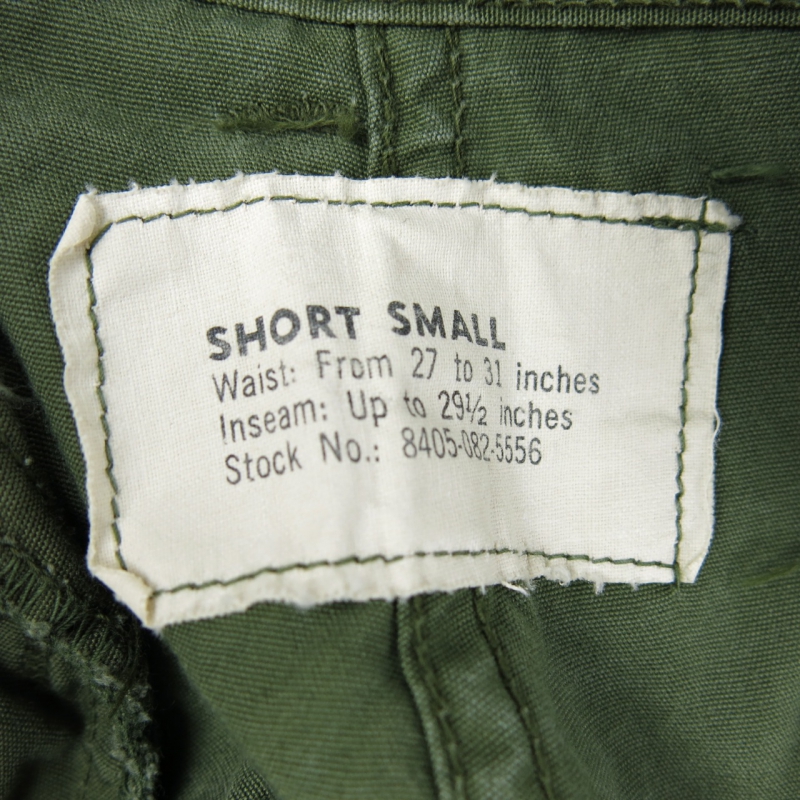 SHORT SMALL
Waist: From 27 to 31 inches
Inseam: Up to 29½ inches
Stock No.: 8405-082-5556